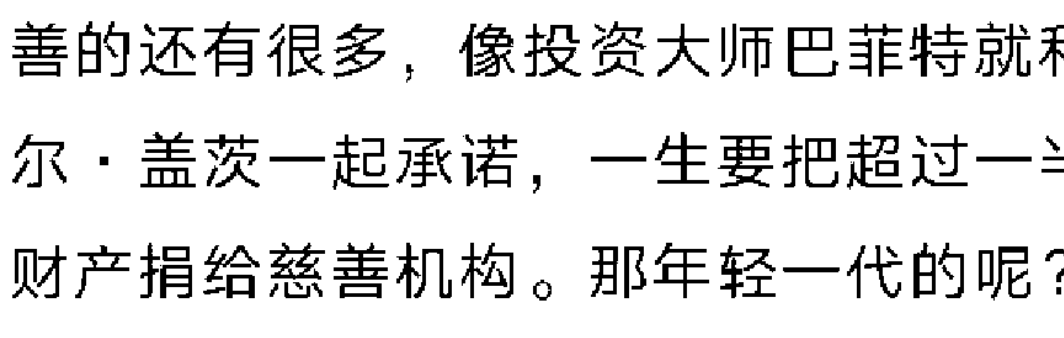 善的还有很多，像投资大师巴菲特就
尔·盖茨一起承诺，一生要把超过一
财产捐给慈善机构。那年轻一代的呢？